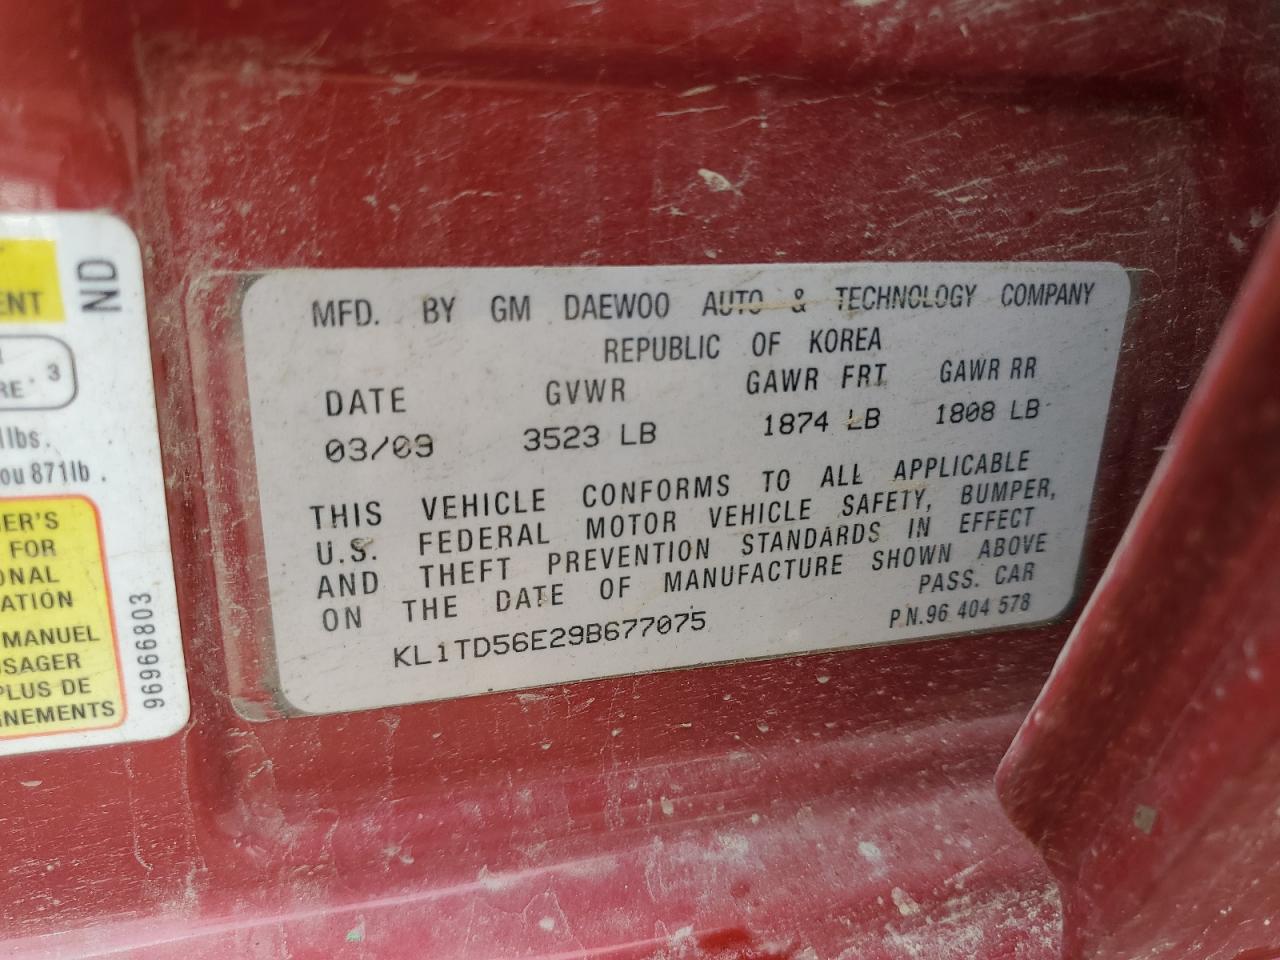 MFD. BY GM DAEWOO AUTO & TECHNOLOGY COMPANY
REPUBLIC OF KOREA
DATE GVWR GAWR FRT GAWR RR
03/09 3523 LB 1874 LB 1808 LB
THIS VEHICLE CONFORMS TO ALL APPLICABLE
U.S. FEDERAL MOTOR VEHICLE SAFETY, BUMPER,
AND THEFT PREVENTION STANDARDS IN EFFECT
ON THE DATE OF MANUFACTURE SHOWN ABOVE
PASS. CAR
KL1TD56E29B677075
P/N.96 404 578
ND
ENT
3
RE
lbs.
ou 871lb.
ER'S
FOR
ONAL
ATION
MANUEL
SAGER
PLUS DE
NEMENTS
96966803